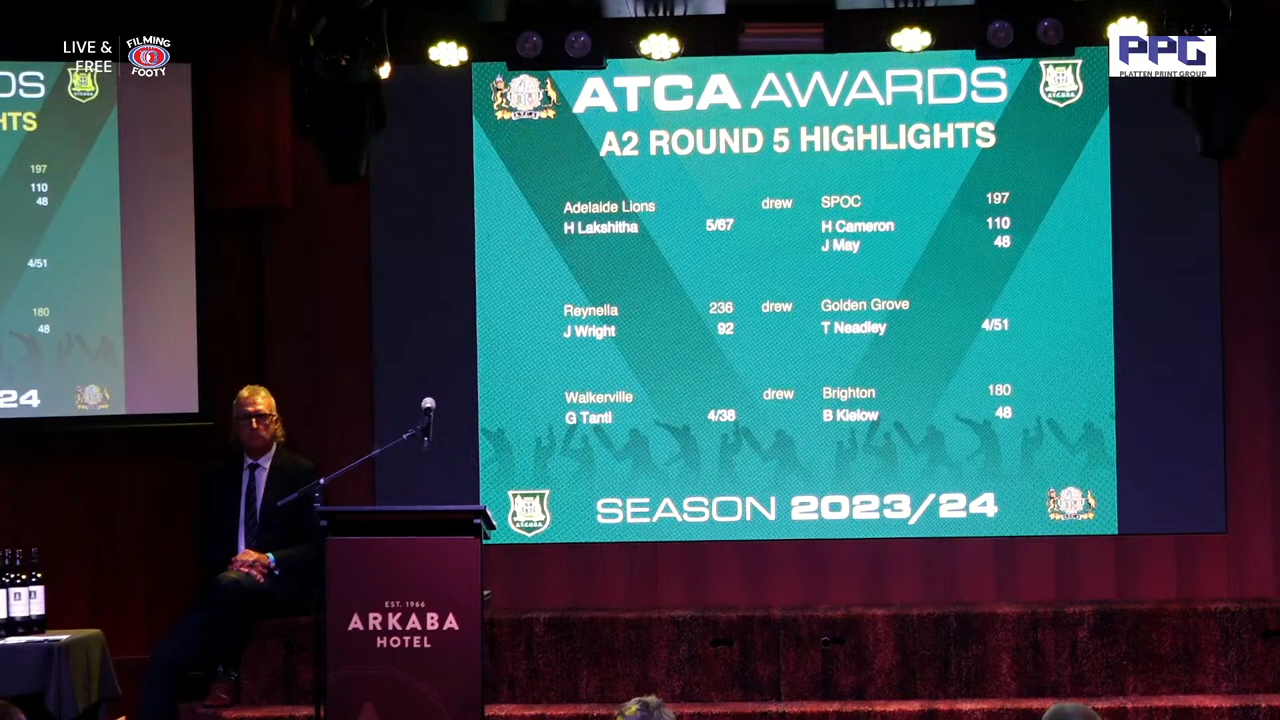 LIVE &
FREE
FILMING
FOOTY
PPG
PLATTEN PRINT GROUP
DS
HTS
197
110
48
4/51
180
48
24
ATCA AWARDS
A2 ROUND 5 HIGHLIGHTS
Adelaide Lions drew SPOC 197
H Lakshitha 5/67 H Cameron 110
J May 48
Reynella 236 drew Golden Grove
J Wright 92 T Neadley 4/51
Walkerville drew Brighton 180
G Tanti 4/38 B Kielow 48
SEASON 2023/24
EST. 1966
ARKABA
HOTEL